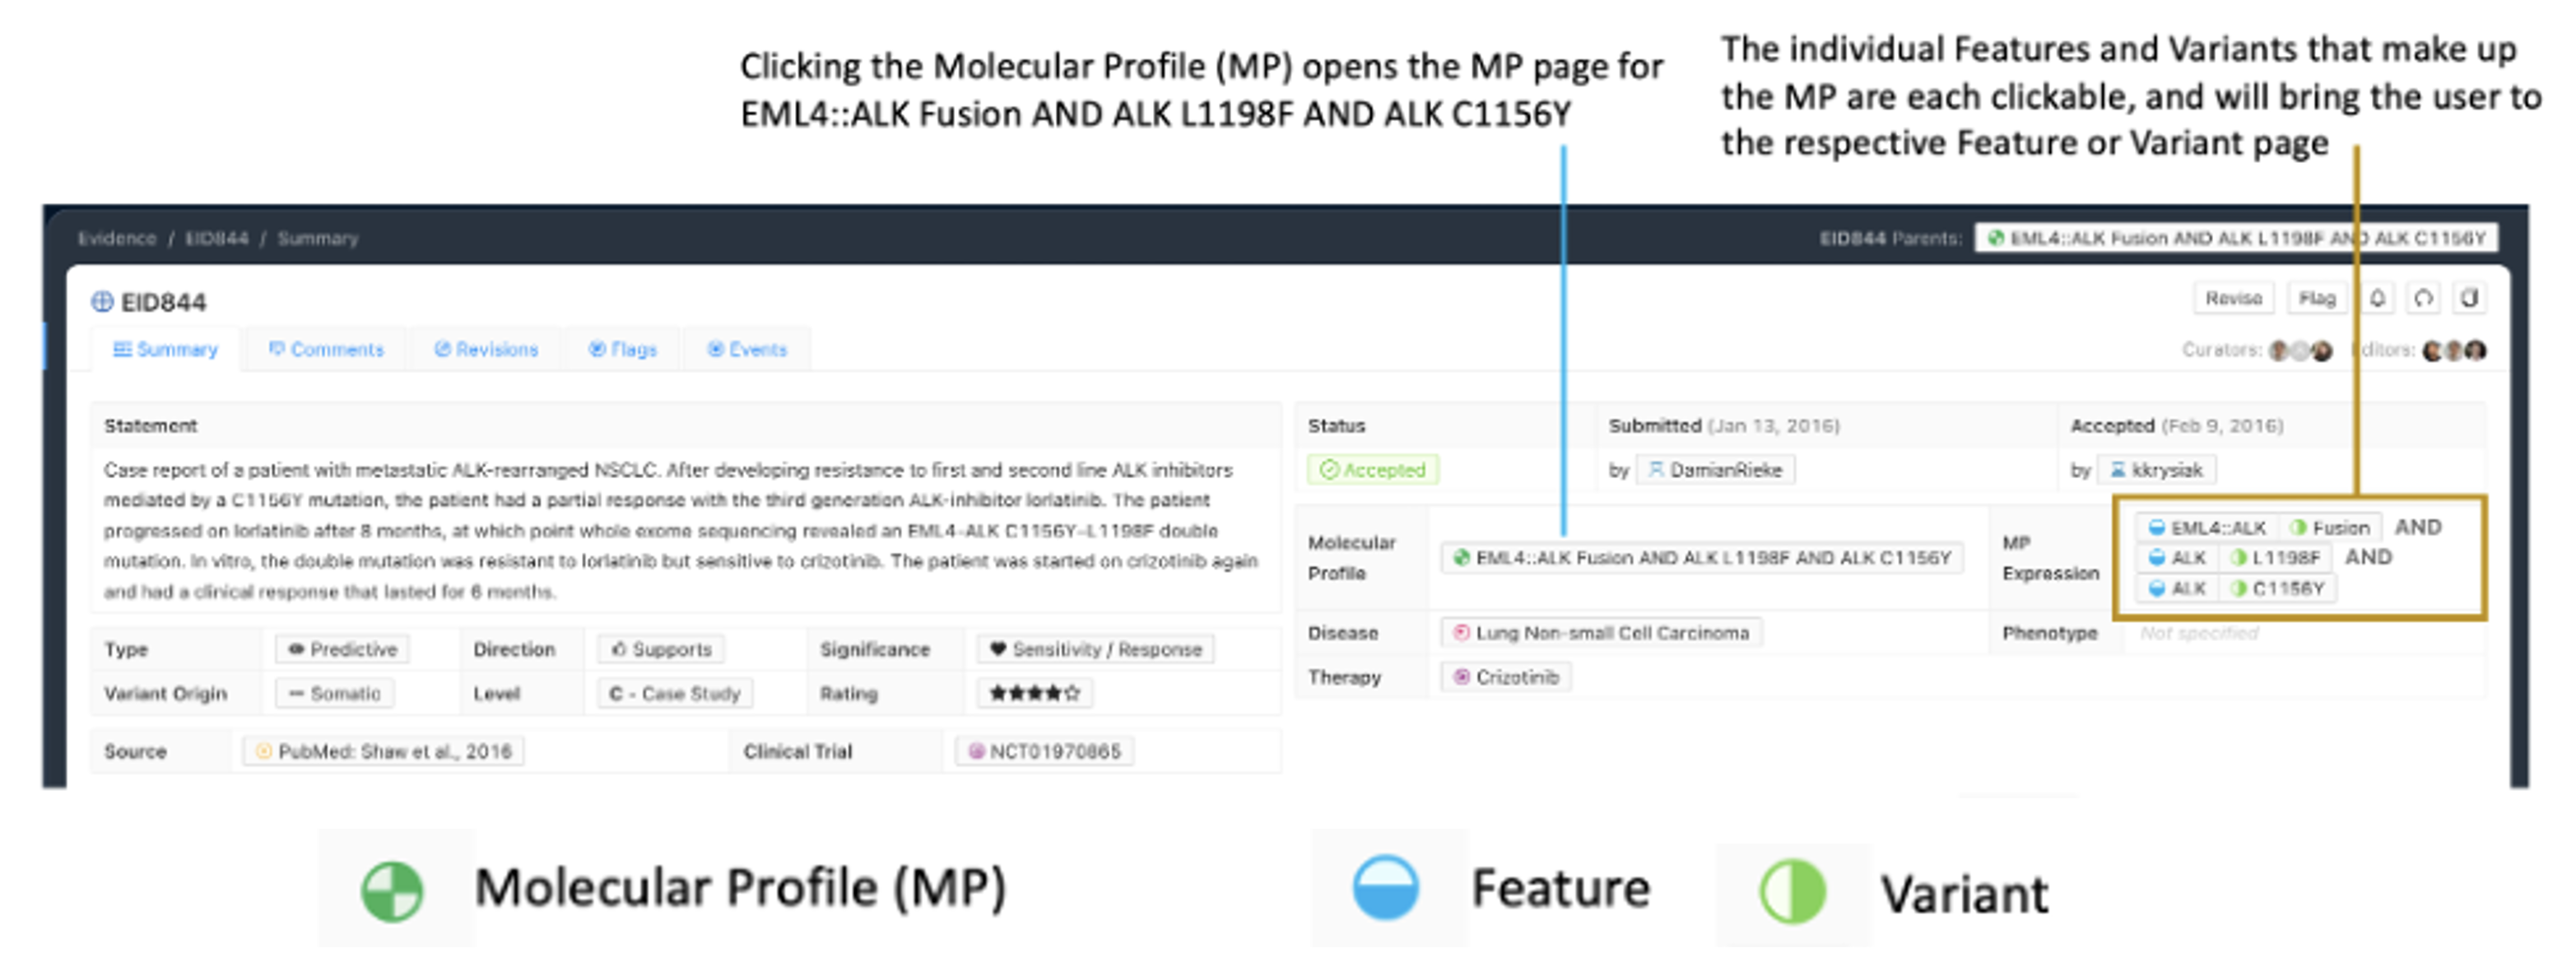 Clicking the Molecular Profile (MP) opens the MP page for
EML4::ALK Fusion AND ALK L1198F AND ALK C1156Y
The individual Features and Variants that make up
the MP are each clickable, and will bring the user to
the respective Feature or Variant page
Evidence / EID844 / Summary
EID844 Parents: EML4::ALK Fusion AND ALK L1198F AND ALK C1156Y
EID844
Revise Flag
Summary Comments Revisions Flags Events
Curators: Editors:
Statement
Case report of a patient with metastatic ALK-rearranged NSCLC. After developing resistance to first and second line ALK inhibitors
mediated by a C1156Y mutation, the patient had a partial response with the third generation ALK-inhibitor lorlatinib. The patient
progressed on lorlatinib after 8 months, at which point whole exome sequencing revealed an EML4-ALK C1156Y-L1198F double
mutation. In vitro, the double mutation was resistant to lorlatinib but sensitive to crizotinib. The patient was started on crizotinib again
and had a clinical response that lasted for 6 months.
Type Predictive Direction Supports Significance Sensitivity / Response
Variant Origin Somatic Level C - Case Study Rating
Source PubMed: Shaw et al., 2016 Clinical Trial NCT01970865
Status Submitted (Jan 13, 2016) Accepted (Feb 9, 2016)
Accepted by DamianRieke by kkrysiak
Molecular
Profile
EML4::ALK Fusion AND ALK L1198F AND ALK C1156Y
MP
Expression
EML4::ALK Fusion AND
ALK L1198F AND
ALK C1156Y
Disease Lung Non-small Cell Carcinoma Phenotype Not specified
Therapy Crizotinib
Molecular Profile (MP) Feature Variant